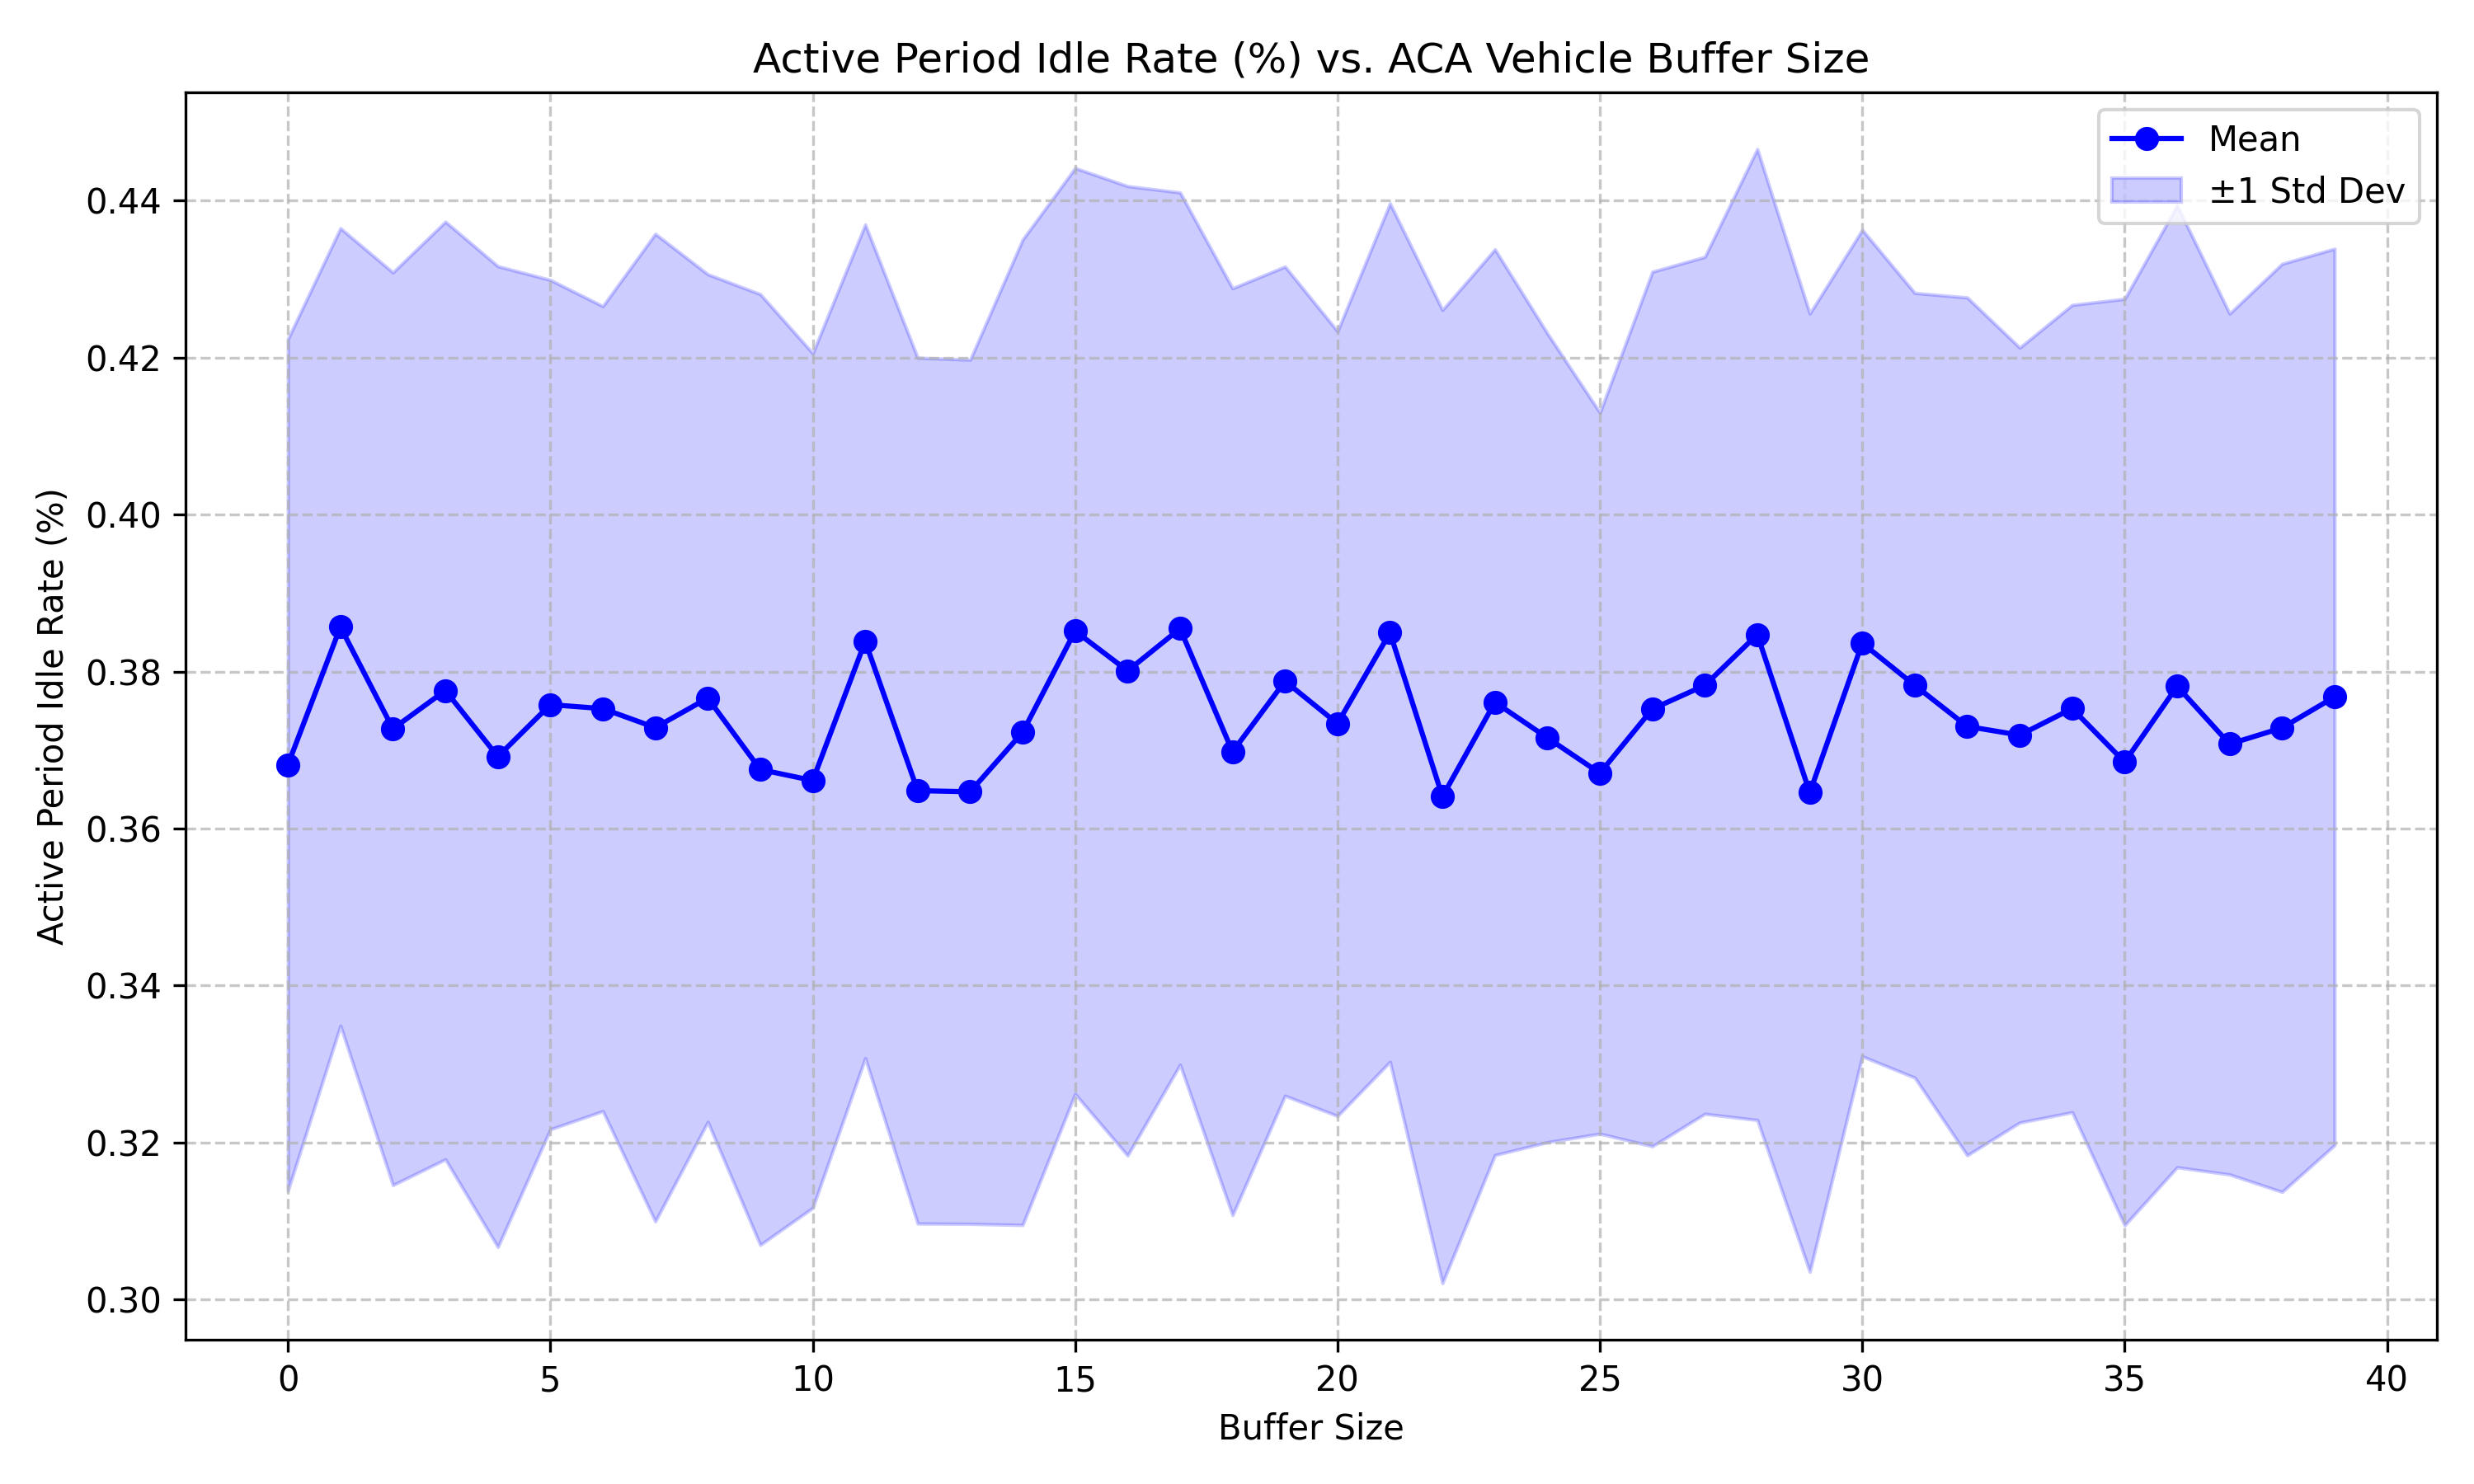 Active Period Idle Rate (%) vs. ACA Vehicle Buffer Size
Mean
±1 Std Dev
Active Period Idle Rate (%)
0.44
0.42
0.40
0.38
0.36
0.34
0.32
0.30
0 5 10 15 20 25 30 35 40
Buffer Size